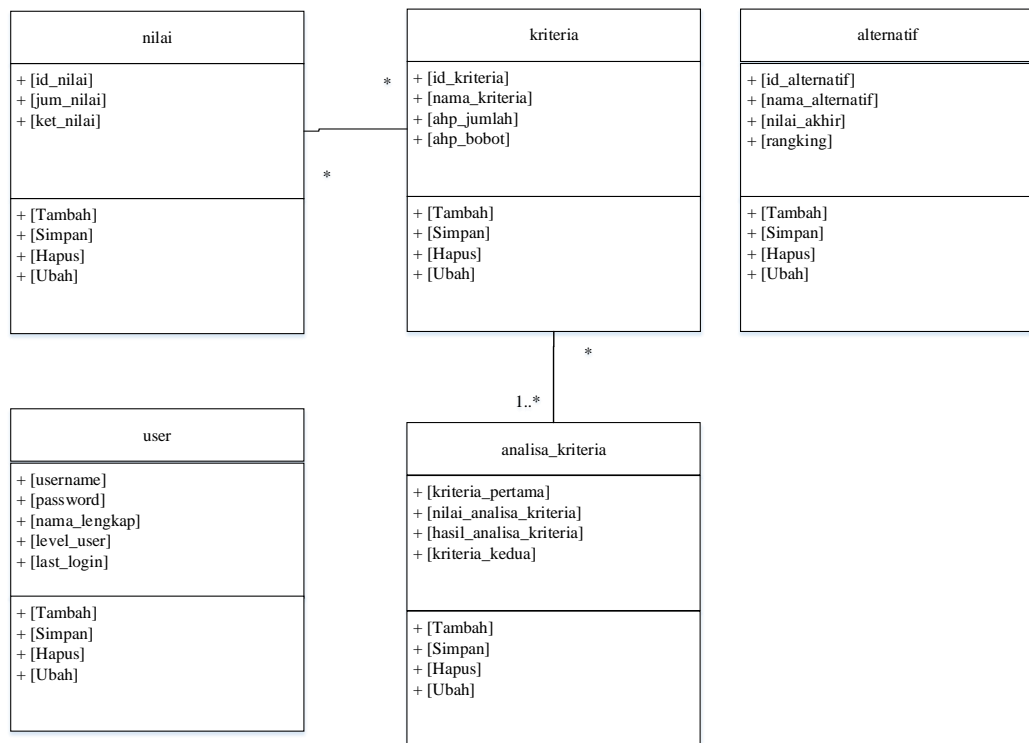 nilai
+ [id_nilai]
+ [jum_nilai]
+ [ket_nilai]
+ [Tambah]
+ [Simpan]
+ [Hapus]
+ [Ubah]
*
*
kriteria
+ [id_kriteria]
+ [nama_kriteria]
+ [ahp_jumlah]
+ [ahp_bobot]
+ [Tambah]
+ [Simpan]
+ [Hapus]
+ [Ubah]
alternatif
+ [id_alternatif]
+ [nama_alternatif]
+ [nilai_akhir]
+ [rangking]
+ [Tambah]
+ [Simpan]
+ [Hapus]
+ [Ubah]
*
1..*
user
+ [username]
+ [password]
+ [nama_lengkap]
+ [level_user]
+ [last_login]
+ [Tambah]
+ [Simpan]
+ [Hapus]
+ [Ubah]
analisa_kriteria
+ [kriteria_pertama]
+ [nilai_analisa_kriteria]
+ [hasil_analisa_kriteria]
+ [kriteria_kedua]
+ [Tambah]
+ [Simpan]
+ [Hapus]
+ [Ubah]